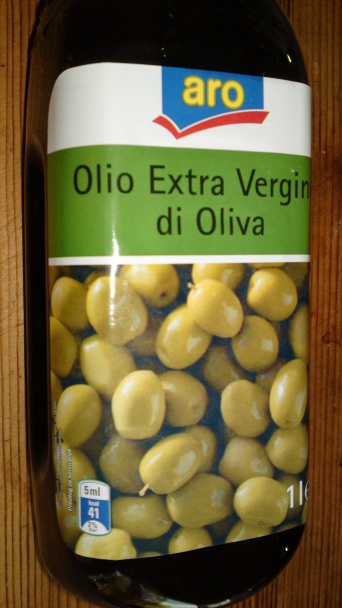 aro
Olio Extra Vergin
di Oliva
5ml
kcal
41
2%
1l